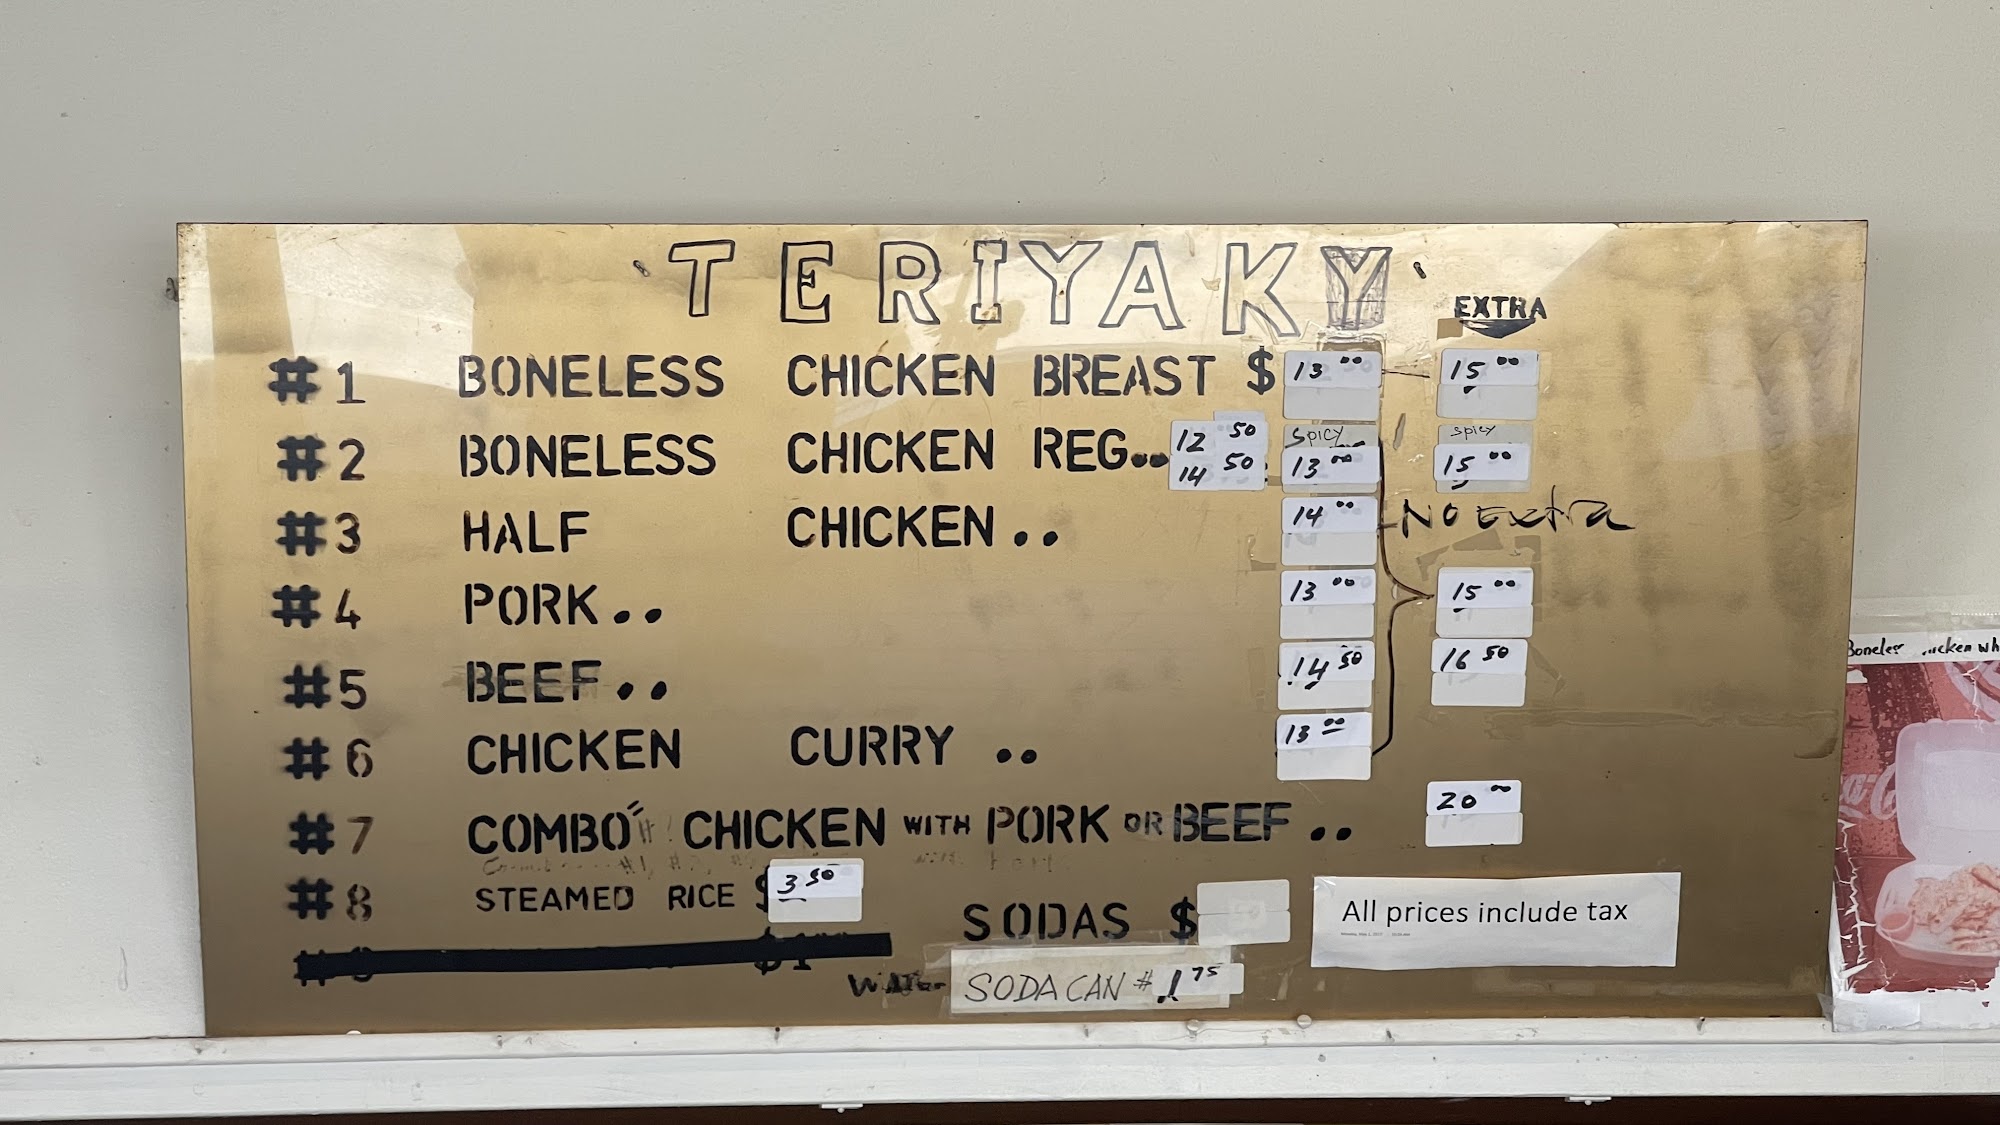 TERIYAKY
EXTRA
#1 BONELESS CHICKEN BREAST $ 13 00 15 00
#2 BONELESS CHICKEN REG.. 12 50 14 50 SPICY 13 00 SPICY 15 00
#3 HALF CHICKEN.. 14 00 No Extra
#4 PORK.. 13 00 15 00
#5 BEEF.. 14 50 16 50
#6 CHICKEN CURRY .. 13 00
#7 COMBO" CHICKEN WITH PORK OR BEEF .. 20 00
#8 STEAMED RICE $ 3 50
SODAS $
All prices include tax
SODA CAN # 1 75
Boneless